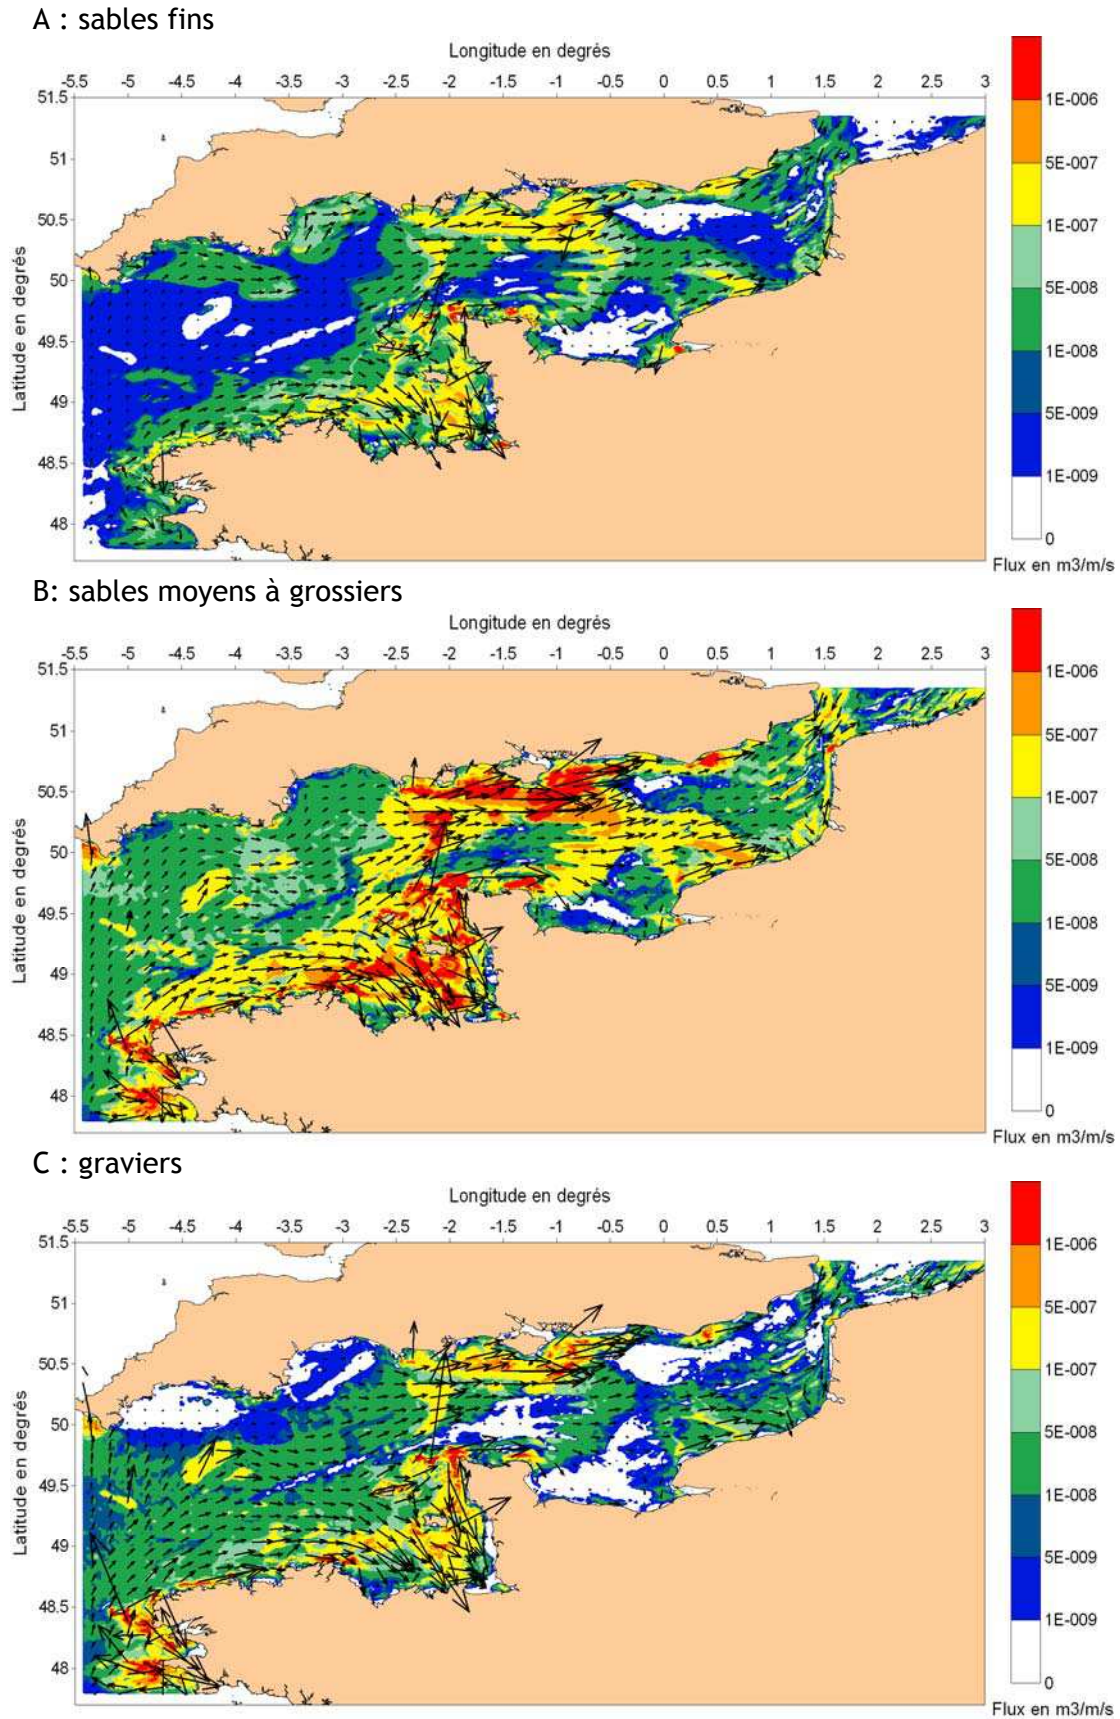 A : sables fins
Longitude en degrés
-5.5 -5 -4.5 -4 -3.5 -3 -2.5 -2 -1.5 -1 -0.5 0 0.5 1 1.5 2 2.5 3
51.5
51
50.5
50
49.5
49
48.5
48
Latitude en degrés
1E-006
5E-007
1E-007
5E-008
1E-008
5E-009
1E-009
0
Flux en m3/m/s
B: sables moyens à grossiers
Longitude en degrés
-5.5 -5 -4.5 -4 -3.5 -3 -2.5 -2 -1.5 -1 -0.5 0 0.5 1 1.5 2 2.5 3
51.5
51
50.5
50
49.5
49
48.5
48
Latitude en degrés
1E-006
5E-007
1E-007
5E-008
1E-008
5E-009
1E-009
0
Flux en m3/m/s
C : graviers
Longitude en degrés
-5.5 -5 -4.5 -4 -3.5 -3 -2.5 -2 -1.5 -1 -0.5 0 0.5 1 1.5 2 2.5 3
51.5
51
50.5
50
49.5
49
48.5
48
Latitude en degrés
1E-006
5E-007
1E-007
5E-008
1E-008
5E-009
1E-009
0
Flux en m3/m/s